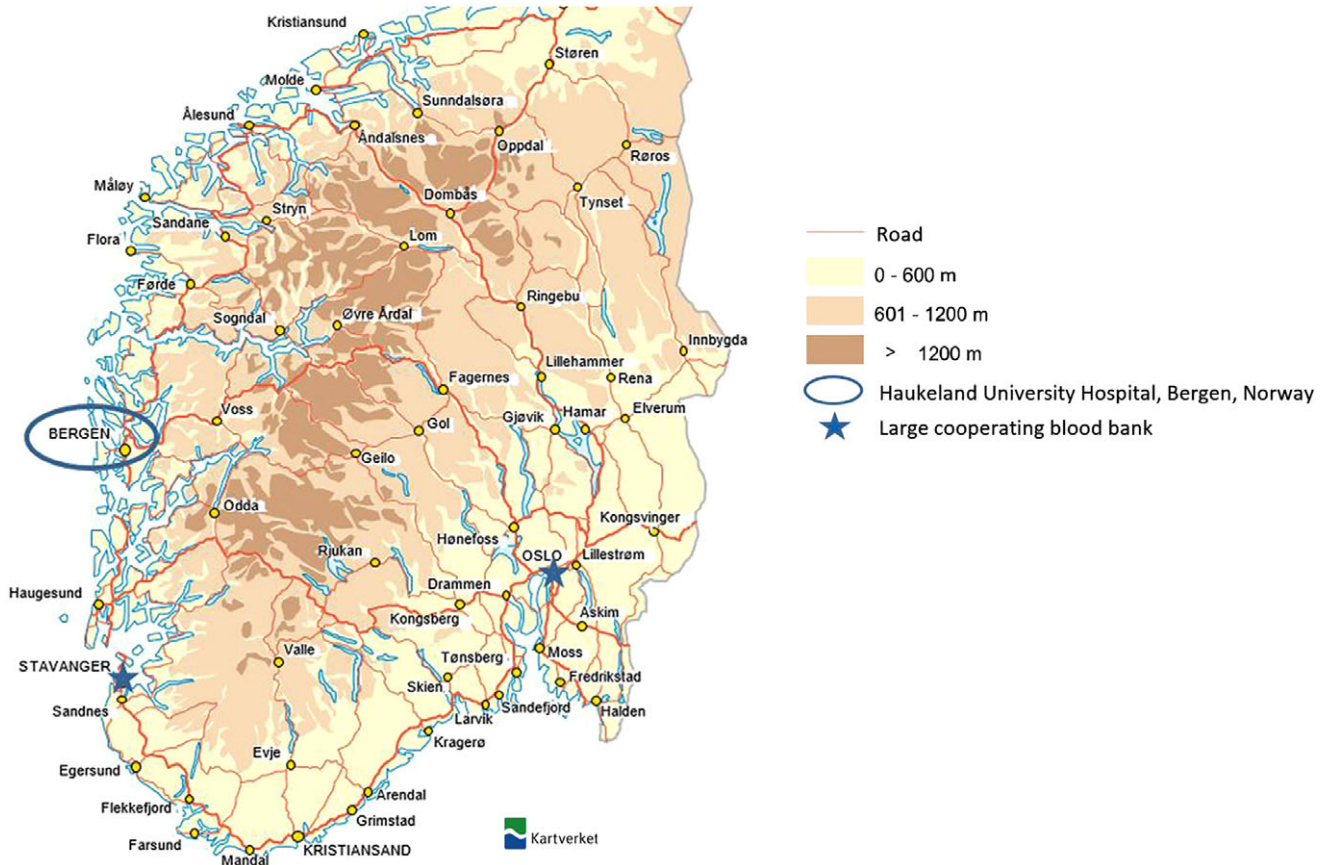 Kristiansund
Støren
Molde
Sunndalsøra
Ålesund
Åndalsnes
Oppdal
Røros
Måløy
Dombås
Tynset
Stryn
Sandane
Flora
Lom
Road
0 - 600 m
Førde
Ringebu
601 - 1200 m
Sogndal
Øvre Årdal
Innbygda
> 1200 m
Lillehammer
Fagernes
Rena
Haukeland University Hospital, Bergen, Norway
Voss
Gjøvik
Hamar
Elverum
BERGEN
Gol
Large cooperating blood bank
Geilo
Odda
Kongsvinger
Hønefoss
Rjukan
OSLO
Lillestrøm
Drammen
Haugesund
Kongsberg
Askim
Valle
Moss
STAVANGER
Tønsberg
Skien
Fredrikstad
Sandnes
Larvik
Sandefjord
Halden
Kragerø
Evje
Egersund
Arendal
Flekkefjord
Grimstad
Farsund
KRISTIANSAND
Kartverket
Mandal